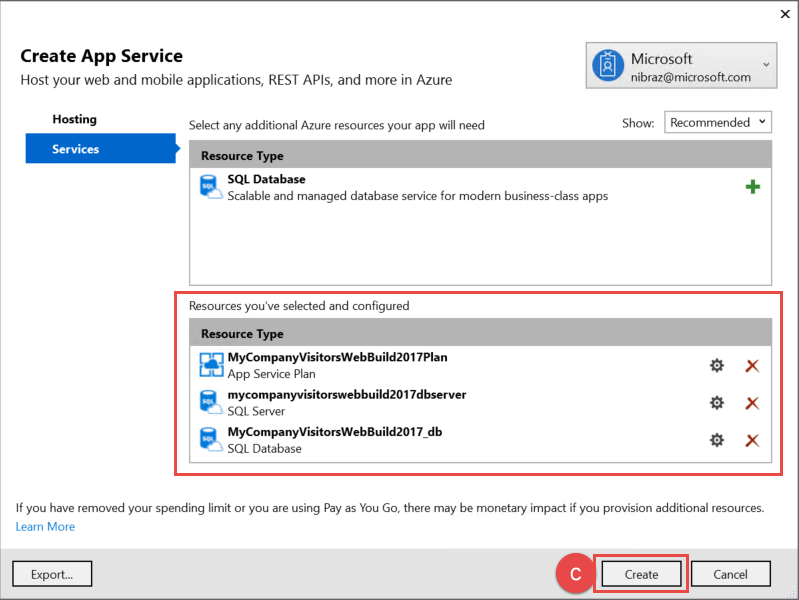 Create App Service
Host your web and mobile applications, REST APIs, and more in Azure
Microsoft
nibraz@microsoft.com
Hosting
Services
Select any additional Azure resources your app will need
Show: Recommended
Resource Type
SQL
SQL Database
Scalable and managed database service for modern business-class apps
Resources you've selected and configured
Resource Type
MyCompanyVisitorsWebBuild2017Plan
App Service Plan
SQL
mycompanyvisitorswebbuild2017dbserver
SQL Server
SQL
MyCompanyVisitorsWebBuild2017_db
SQL Database
If you have removed your spending limit or you are using Pay as You Go, there may be monetary impact if you provision additional resources.
Learn More
Export...
C
Create
Cancel